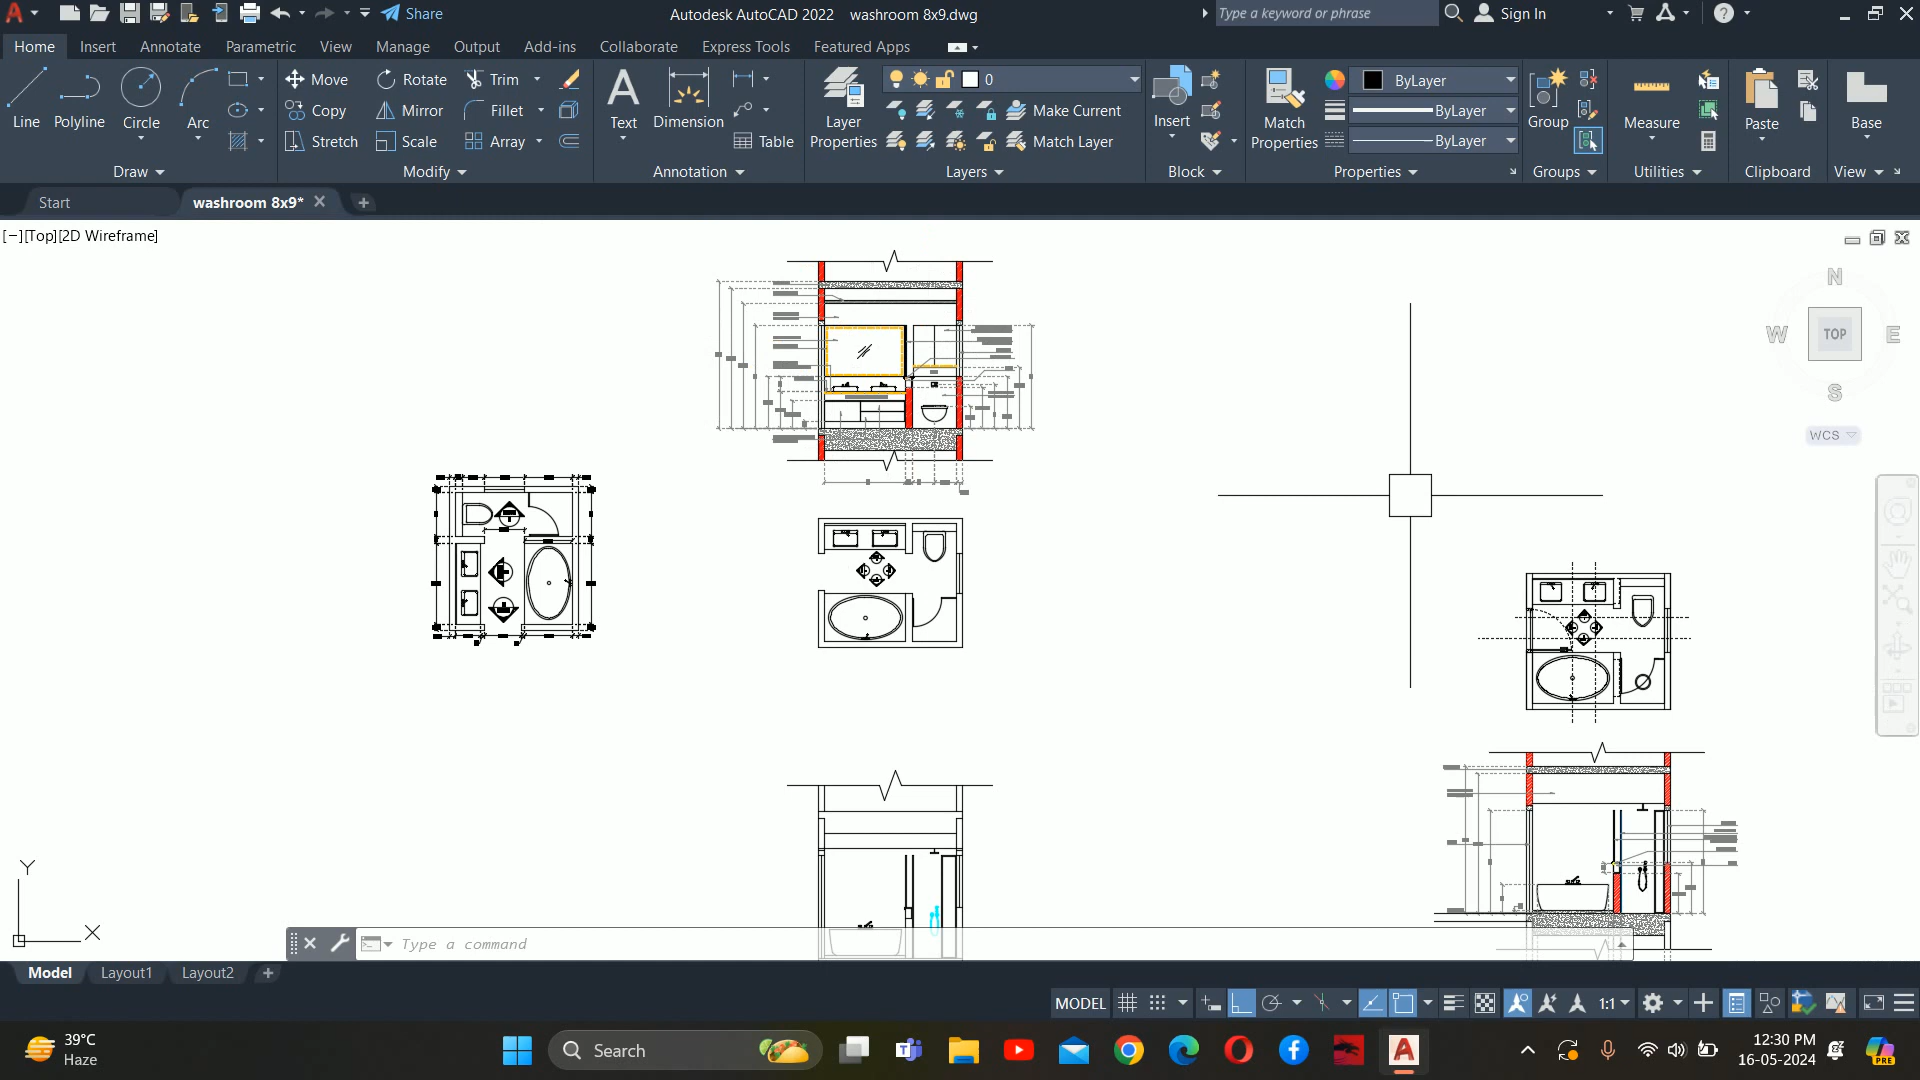 Share
Autodesk AutoCAD 2022 washroom 8x9.dwg
Type a keyword or phrase
Sign In
Home Insert Annotate Parametric View Manage Output Add-ins Collaborate Express Tools Featured Apps
Line Polyline Circle Arc
Move Rotate Trim
Copy Mirror Fillet
Stretch Scale Array
Text Dimension Table
Layer Properties
0
Make Current
Match Layer
Insert
Match Properties
ByLayer
ByLayer
ByLayer
Group
Measure
Paste
Base
Draw Modify Annotation Layers Block Properties Groups Utilities Clipboard View
Start washroom 8x9*
[−][Top][2D Wireframe]
N
W TOP E
S
WCS
Y
X
Type a command
Model Layout1 Layout2
MODEL 1:1
39°C
Haze
Search
12:30 PM
16-05-2024
PRE